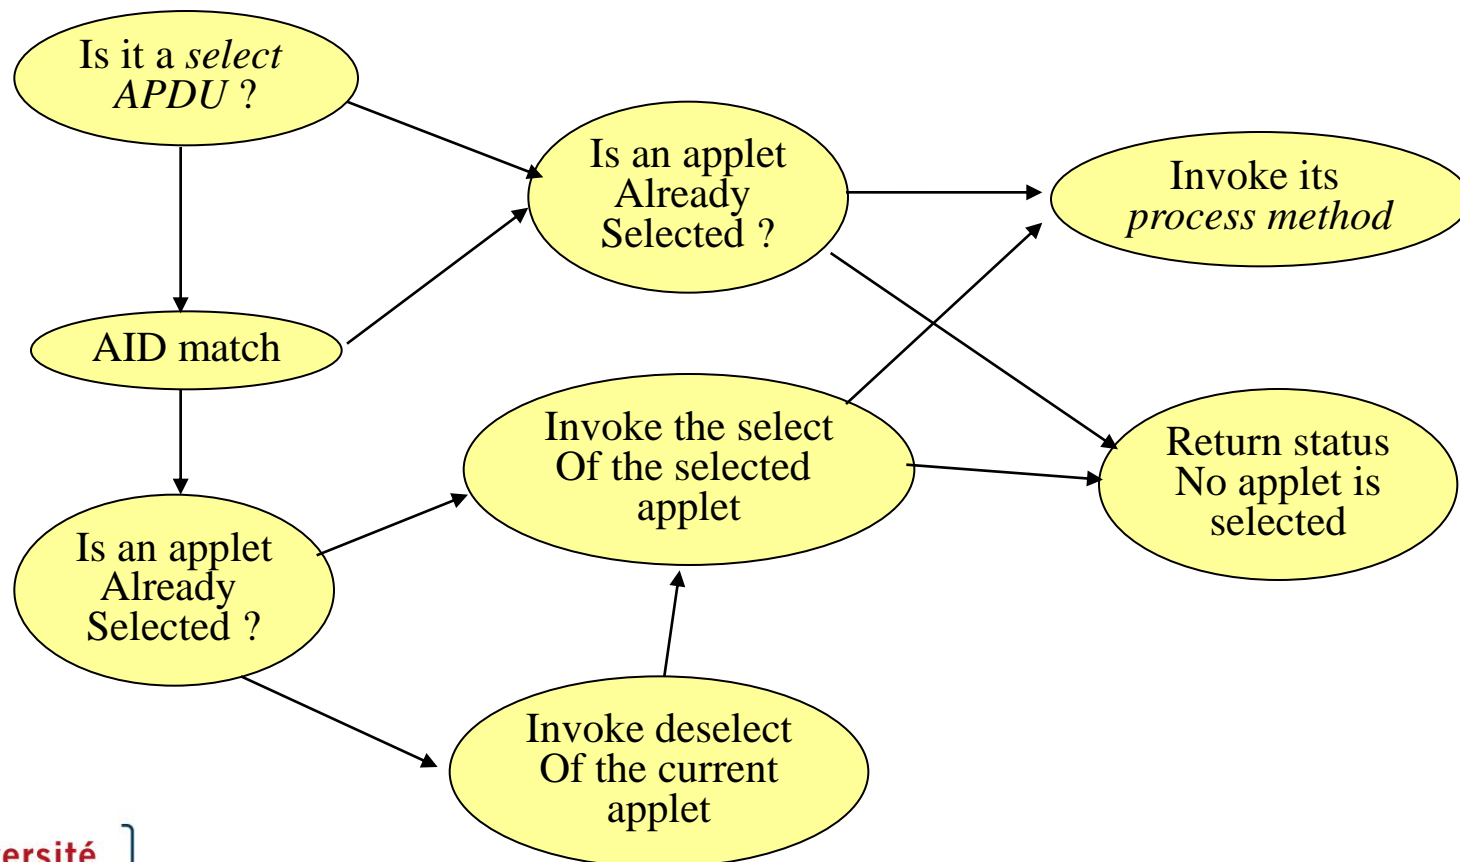 Is it a select
APDU ?
Is an applet
Already
Selected ?
Invoke its
process method
AID match
Invoke the select
Of the selected
applet
Return status
No applet is
selected
Is an applet
Already
Selected ?
Invoke deselect
Of the current
applet
ersité